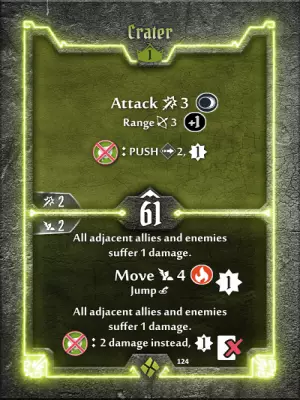 Crater
1
Attack 3
Range 3 +1
: PUSH 2, 1
2
61
2
All adjacent allies and enemies
suffer 1 damage.
Move 4 1
Jump
All adjacent allies and enemies
suffer 1 damage.
: 2 damage instead, 1
124